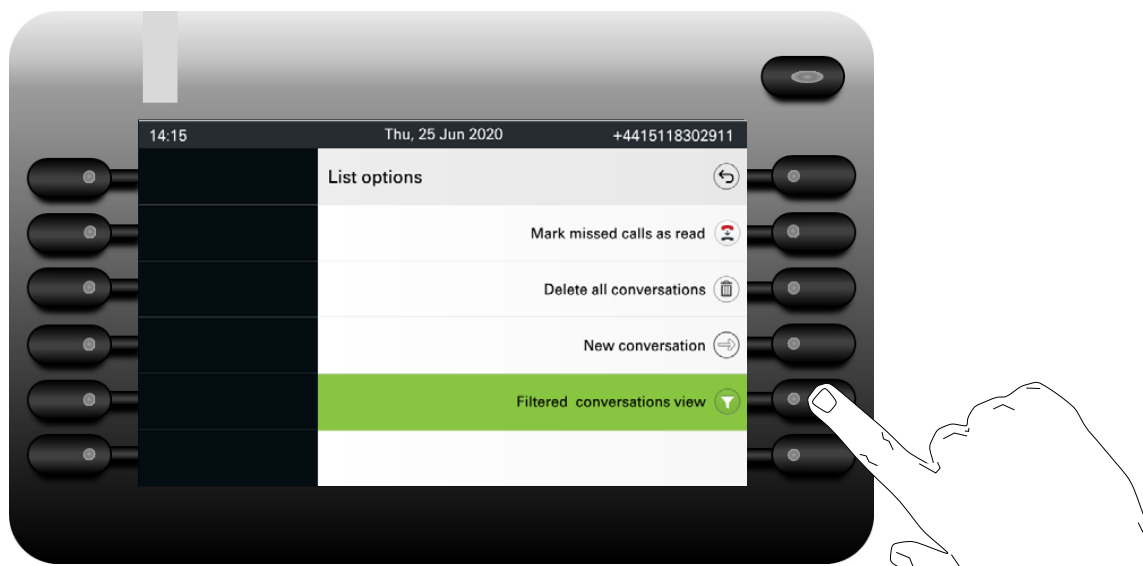 14:15 Thu, 25 Jun 2020 +4415118302911
List options
Mark missed calls as read
Delete all conversations
New conversation
Filtered conversations view